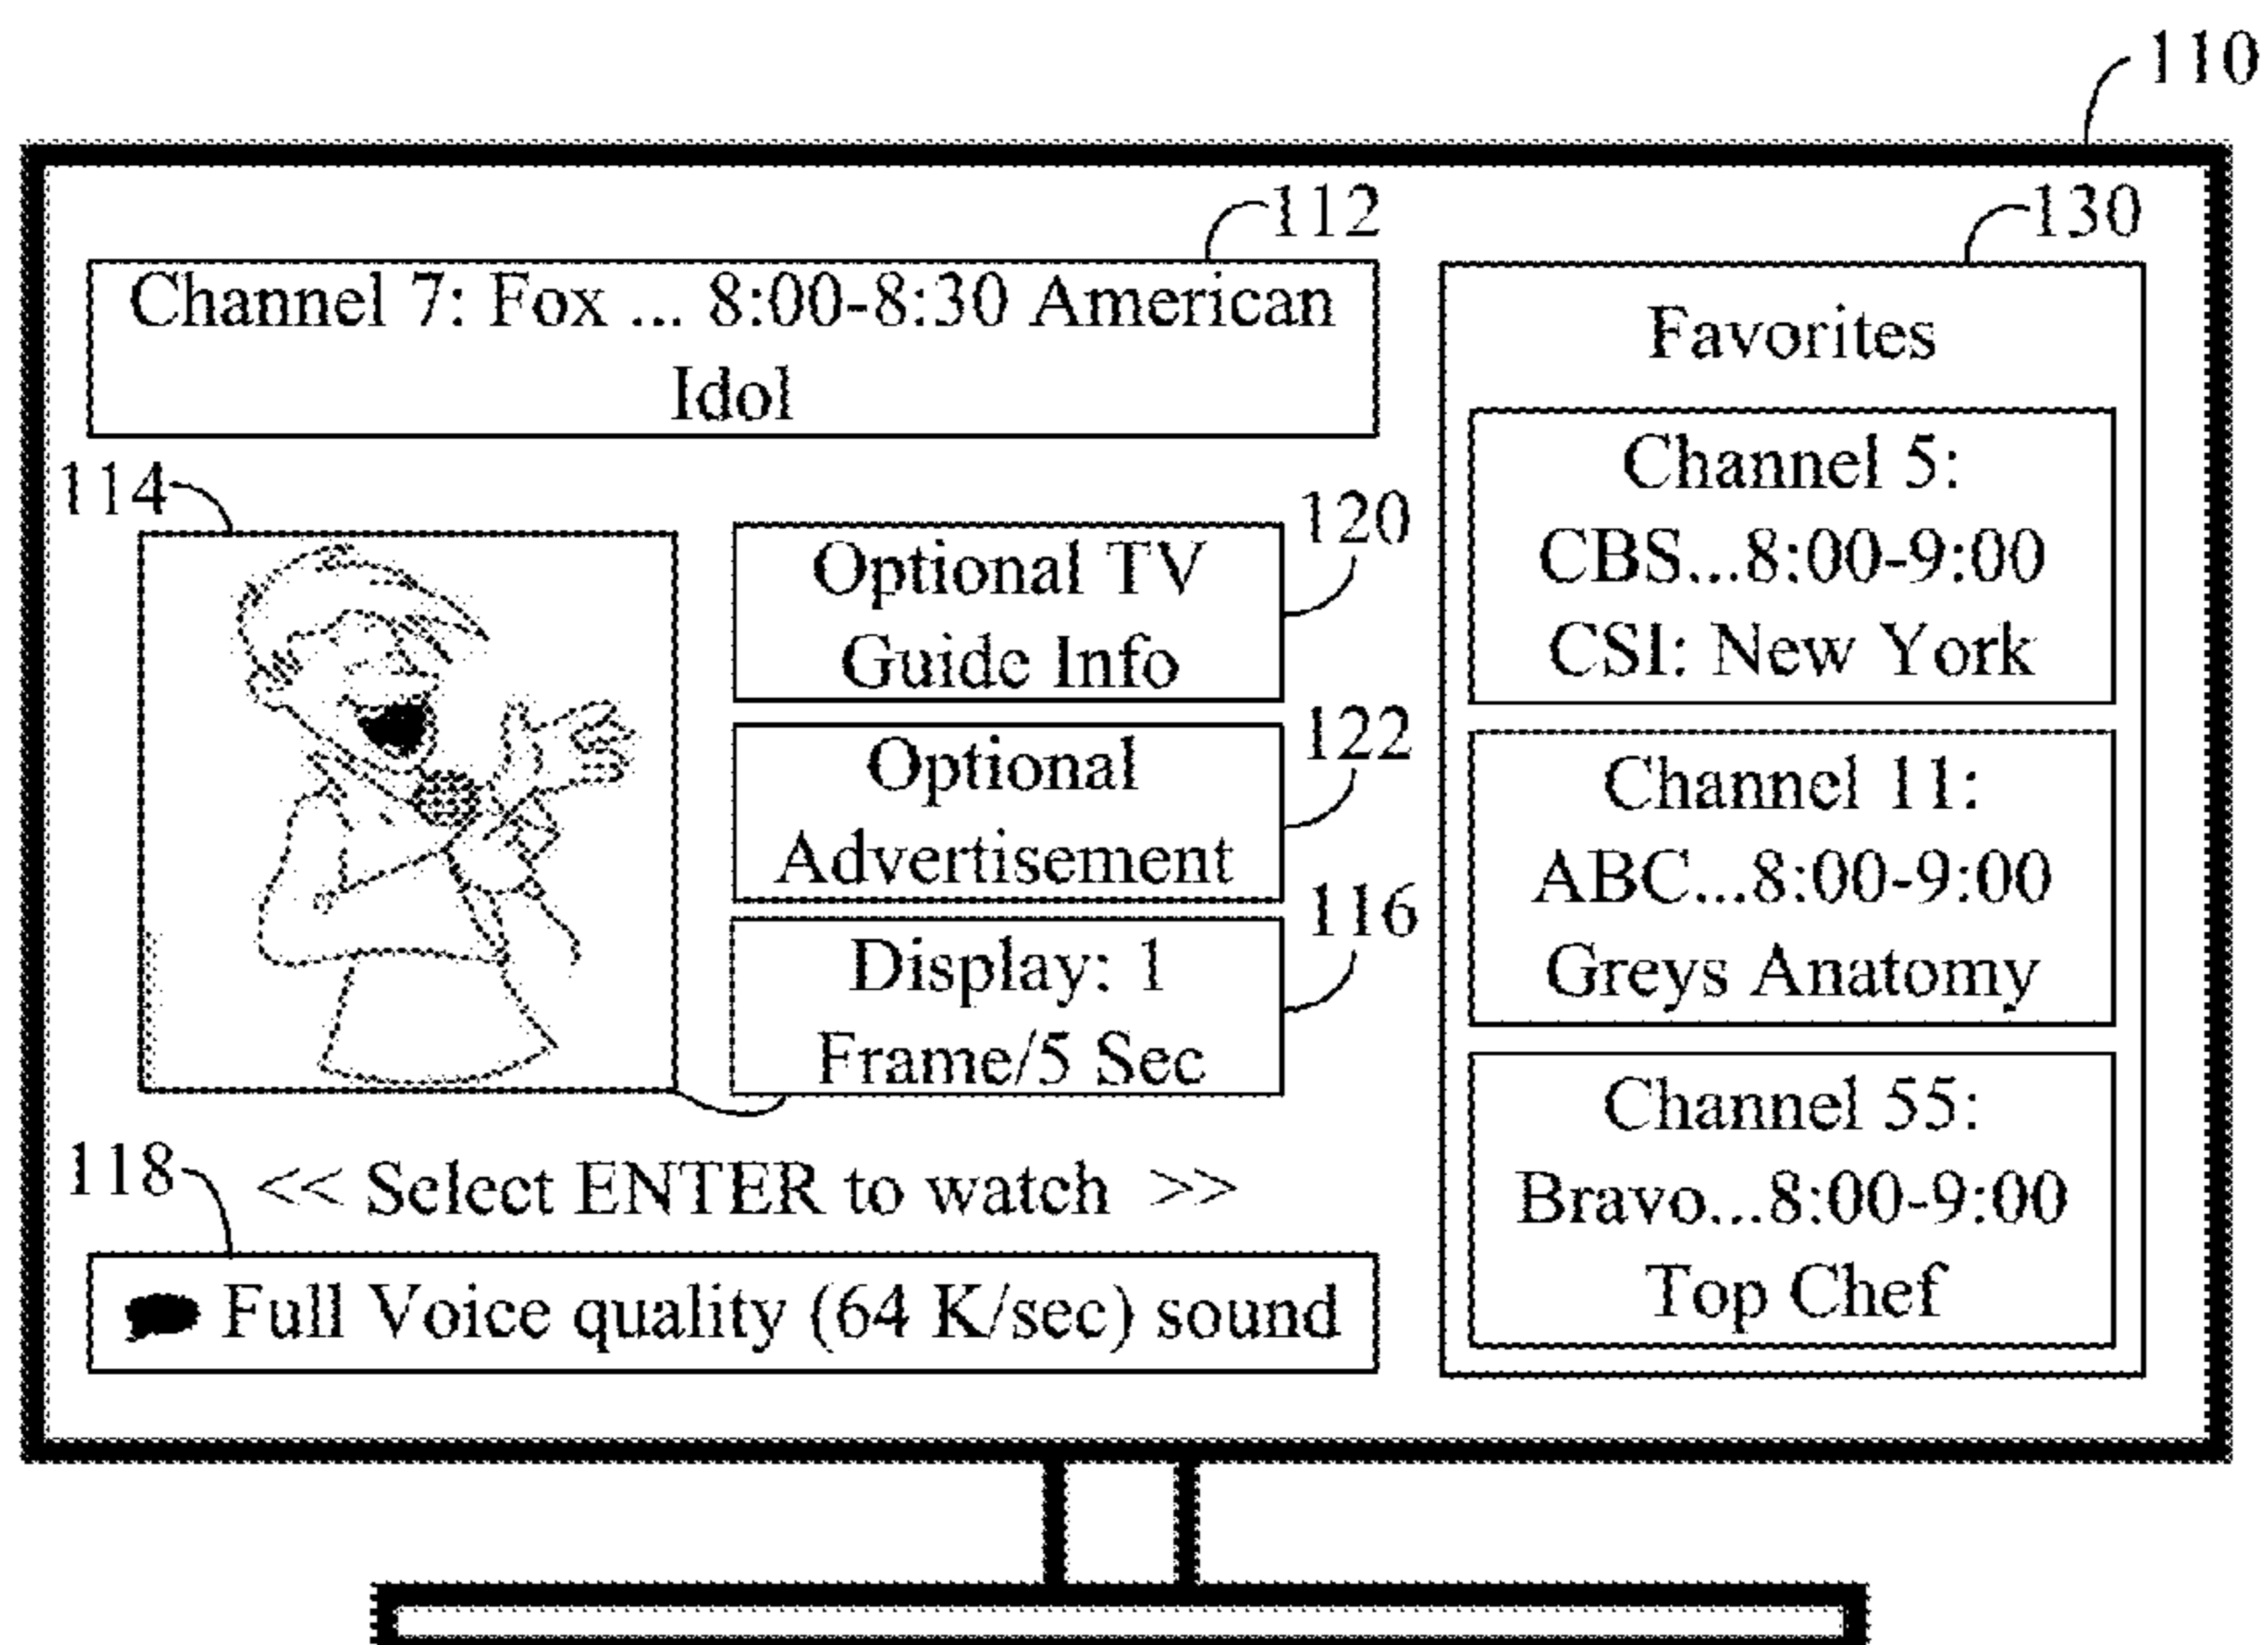 110
112
Channel 7: Fox ... 8:00-8:30 American
Idol
114
120
Optional TV
Guide Info
122
Optional
Advertisement
116
Display: 1
Frame/5 Sec
<< Select ENTER to watch >>
118
Full Voice quality (64 K/sec) sound
130
Favorites
Channel 5:
CBS...8:00-9:00
CSI: New York
Channel 11:
ABC...8:00-9:00
Greys Anatomy
Channel 55:
Bravo...8:00-9:00
Top Chef